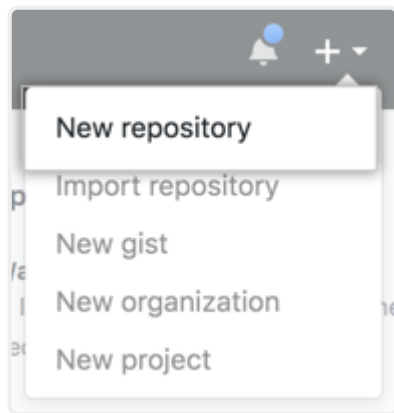 New repository
Import repository
New gist
New organization
New project